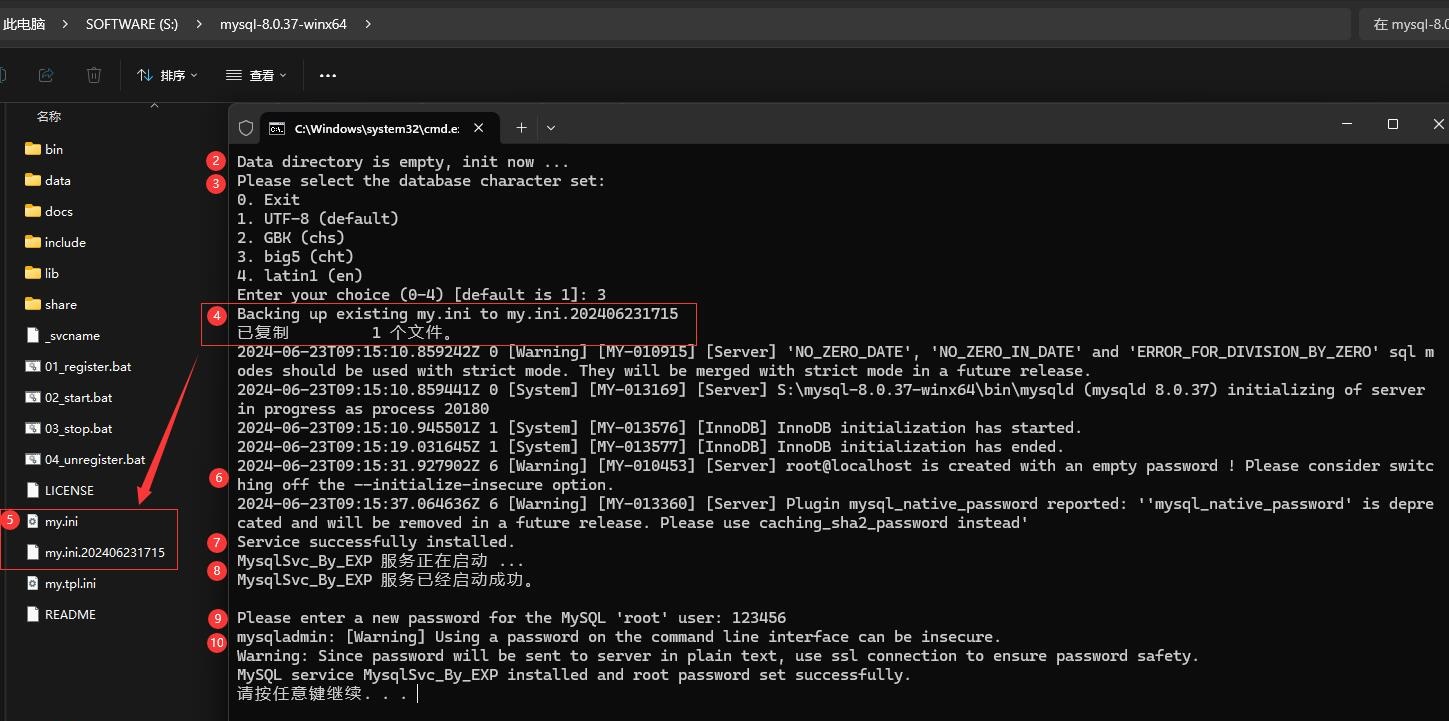 此电脑 > SOFTWARE (S:) > mysql-8.0.37-winx64 >
在 mysql-8.0
排序
查看
名称
bin
data
docs
include
lib
share
_svcname
01_register.bat
02_start.bat
03_stop.bat
04_unregister.bat
LICENSE
5
my.ini
my.ini.202406231715
my.tpl.ini
README
C:\Windows\system32\cmd.e:
2
Data directory is empty, init now ...
3
Please select the database character set:
0. Exit
1. UTF-8 (default)
2. GBK (chs)
3. big5 (cht)
4. latin1 (en)
Enter your choice (0-4) [default is 1]: 3
4
Backing up existing my.ini to my.ini.202406231715
已复制         1 个文件。
2024-06-23T09:15:10.859242Z 0 [Warning] [MY-010915] [Server] 'NO_ZERO_DATE', 'NO_ZERO_IN_DATE' and 'ERROR_FOR_DIVISION_BY_ZERO' sql m
odes should be used with strict mode. They will be merged with strict mode in a future release.
2024-06-23T09:15:10.859441Z 0 [System] [MY-013169] [Server] S:\mysql-8.0.37-winx64\bin\mysqld (mysqld 8.0.37) initializing of server
in progress as process 20180
2024-06-23T09:15:10.945501Z 1 [System] [MY-013576] [InnoDB] InnoDB initialization has started.
2024-06-23T09:15:19.031645Z 1 [System] [MY-013577] [InnoDB] InnoDB initialization has ended.
6
2024-06-23T09:15:31.927902Z 6 [Warning] [MY-010453] [Server] root@localhost is created with an empty password ! Please consider switc
hing off the --initialize-insecure option.
2024-06-23T09:15:37.064636Z 6 [Warning] [MY-013360] [Server] Plugin mysql_native_password reported: ''mysql_native_password' is depre
cated and will be removed in a future release. Please use caching_sha2_password instead'
7
Service successfully installed.
8
MysqlSvc_By_EXP 服务正在启动 ...
MysqlSvc_By_EXP 服务已经启动成功。
9
Please enter a new password for the MySQL 'root' user: 123456
10
mysqladmin: [Warning] Using a password on the command line interface can be insecure.
Warning: Since password will be sent to server in plain text, use ssl connection to ensure password safety.
MySQL service MysqlSvc_By_EXP installed and root password set successfully.
请按任意键继续. . .